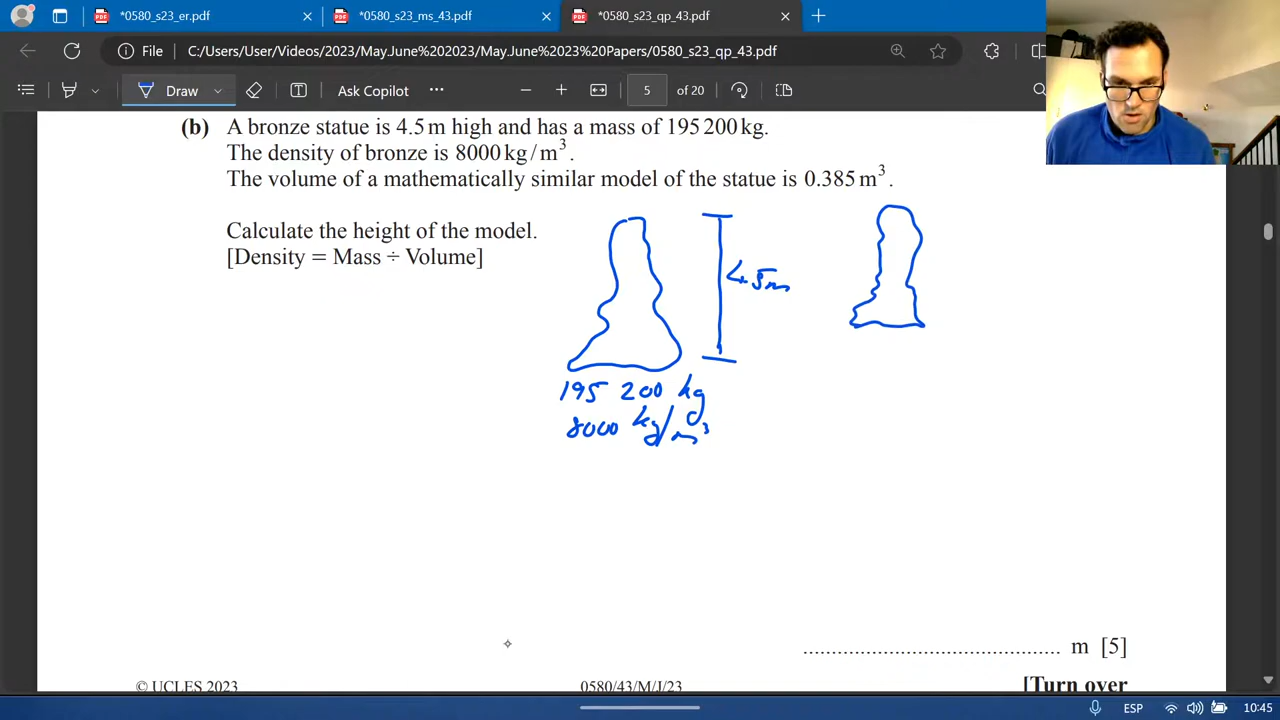 *0580_s23_er.pdf
*0580_s23_ms_43.pdf
*0580_s23_qp_43.pdf
File
C:/Users/User/Videos/2023/May.June%202023/May.June%2023%20Papers/0580_s23_qp_43.pdf
Draw
Ask Copilot
5 of 20
(b) A bronze statue is 4.5 m high and has a mass of 195 200 kg.
The density of bronze is 8000 kg/m³.
The volume of a mathematically similar model of the statue is 0.385 m³.
Calculate the height of the model.
[Density = Mass ÷ Volume]
4.5m
195 200 kg
8000 kg/m³
.............................................. m [5]
© UCLES 2023
0580/43/M/J/23
[Turn over
ESP
10:45